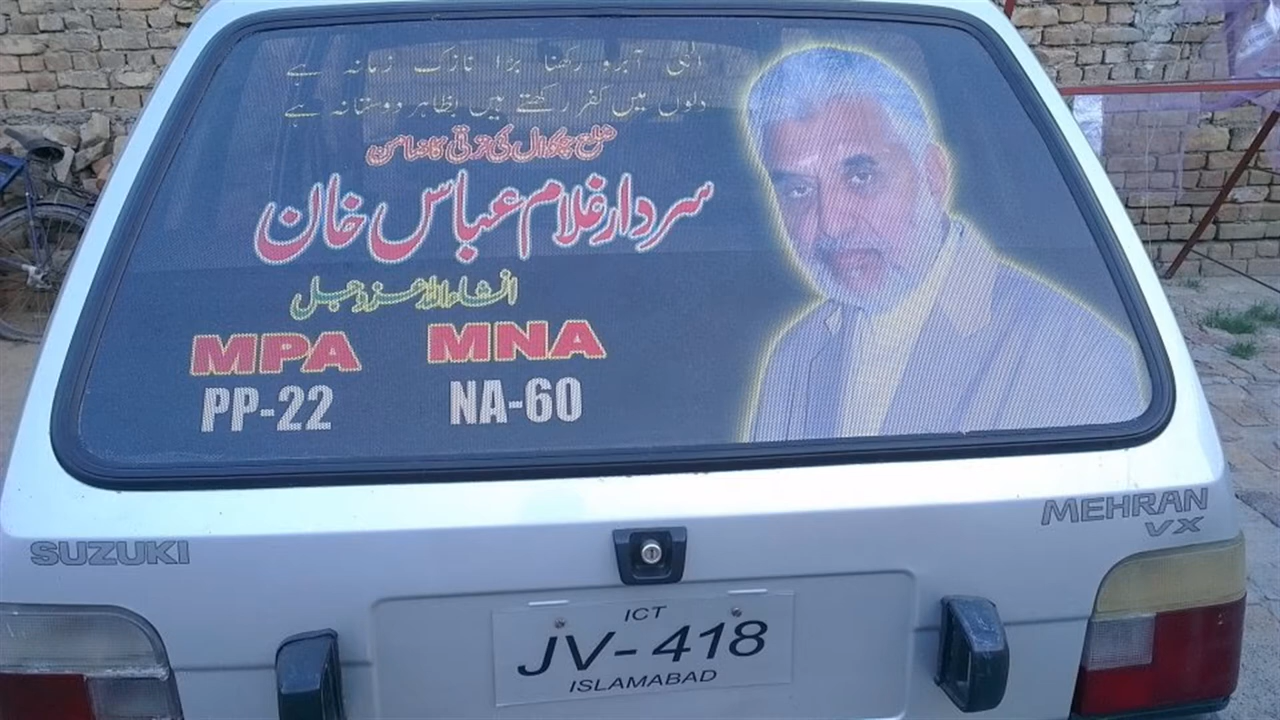 الٰہی آبرو رکھنا بڑا نازک زمانہ ہے
دلوں میں کفر رکھتے ہیں بظاہر دوستانہ ہے
ضلع چکوال کی ترقی کا ضامن
سردار غلام عباس خان
انشاءاللہ عزوجل
MPA MNA
PP-22 NA-60
SUZUKI
MEHRAN
VX
ICT
JV-418
ISLAMABAD